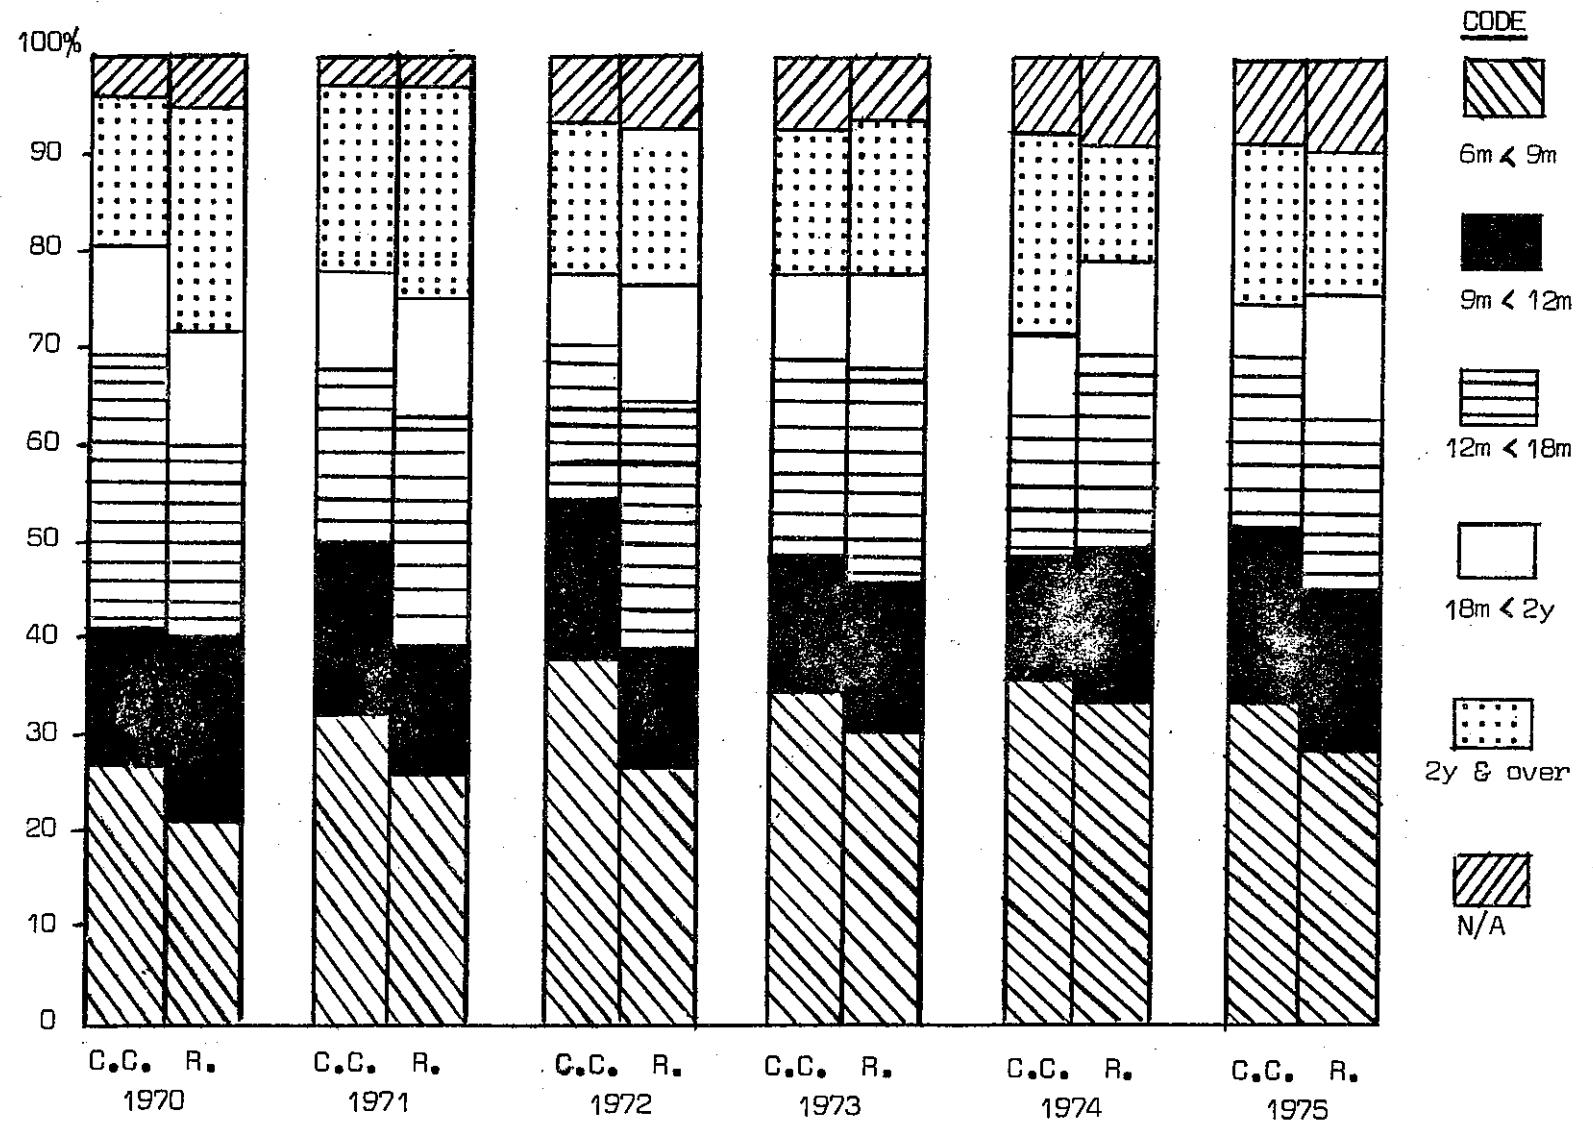 CODE
100%
6m < 9m
90
80
9m < 12m
70
12m < 18m
60
50
18m < 2y
40
30
2y & over
20
10
N/A
0
C.C. R. C.C. R. C.C. R. C.C. R. C.C. R. C.C. R.
1970 1971 1972 1973 1974 1975